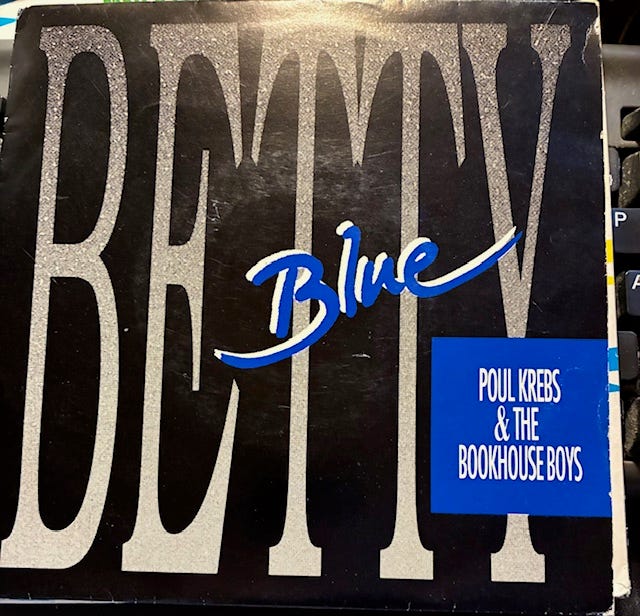 BETTY
Blue
POUL KREBS
& THE
BOOKHOUSE BOYS
P
A